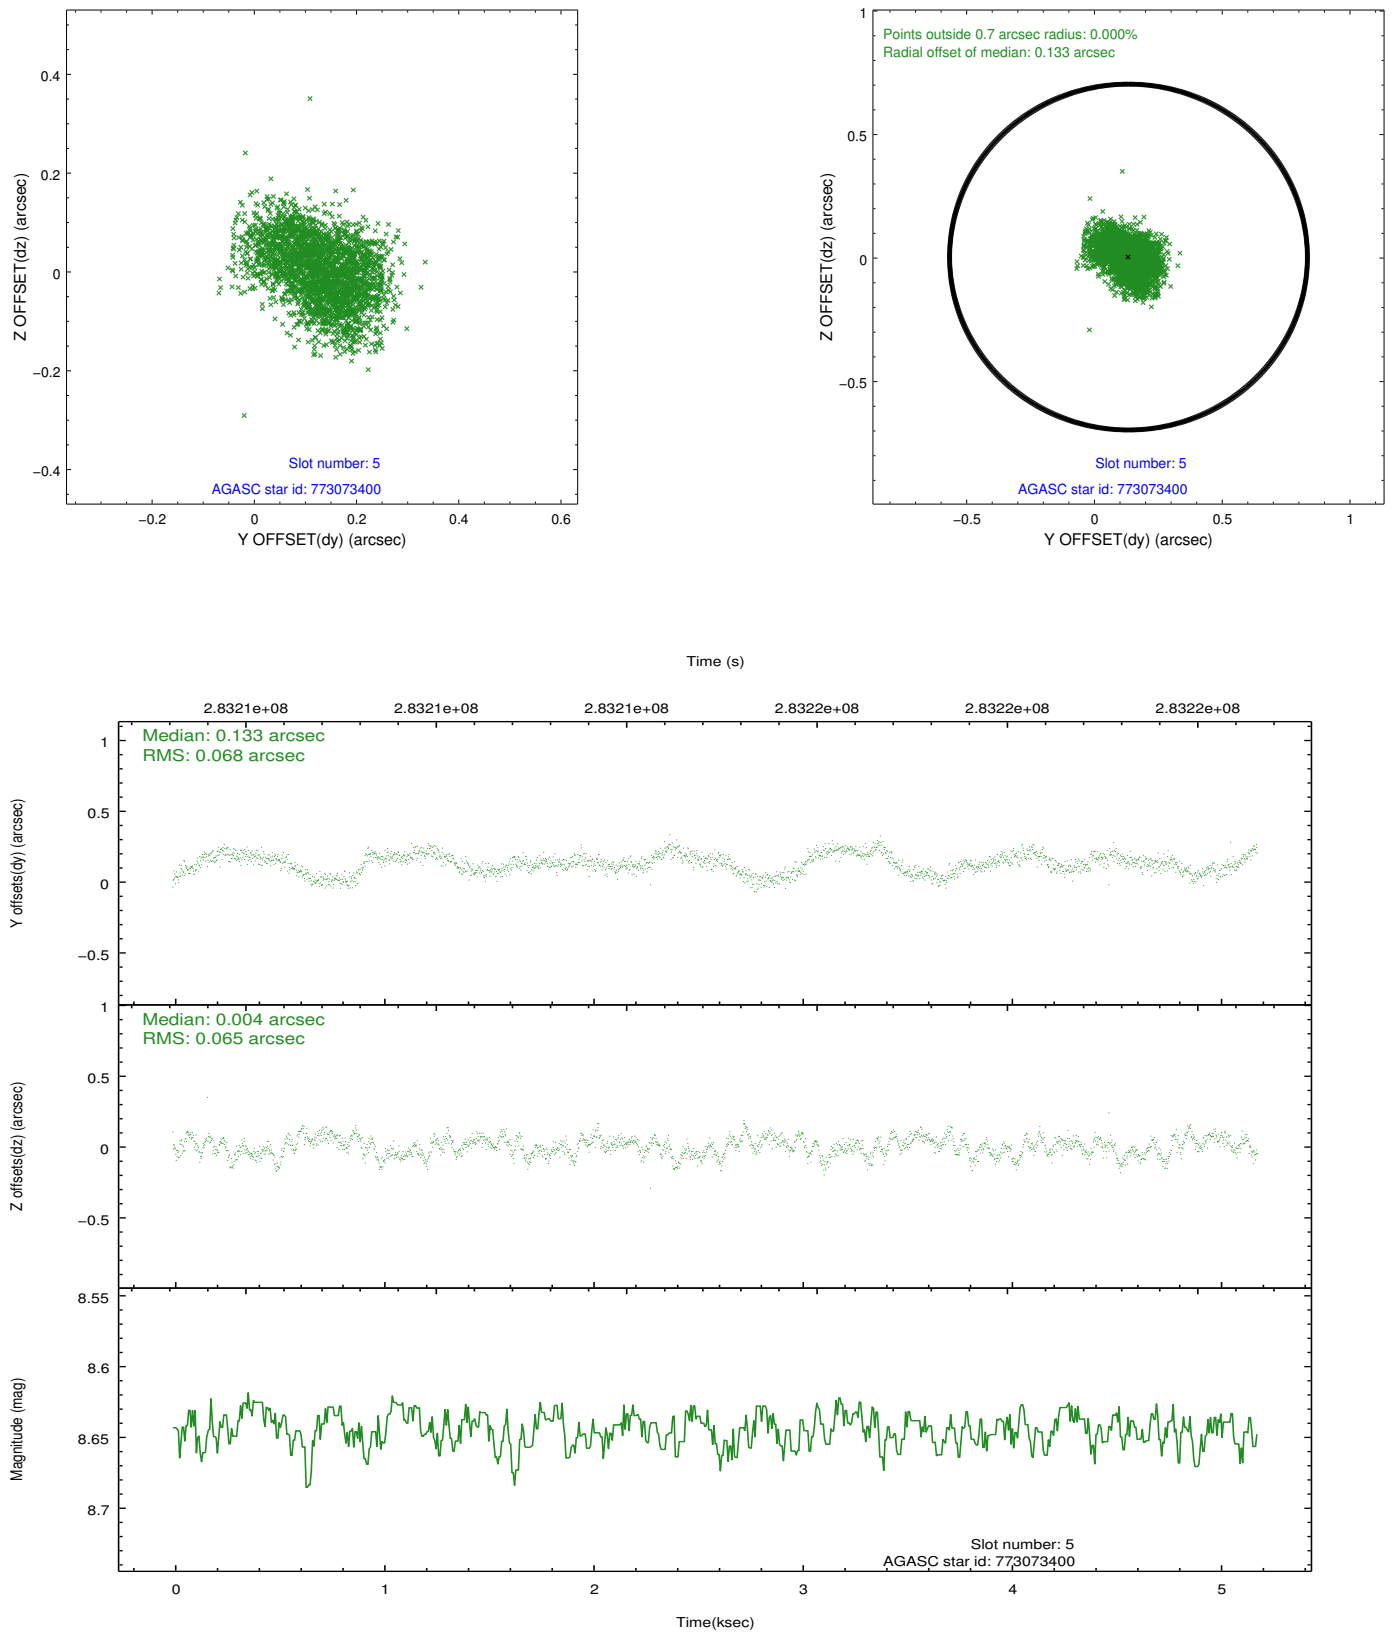 0.4
0.2
0
−0.2
−0.4
Z OFFSET(dz) (arcsec)
Slot number: 5
AGASC star id: 773073400
−0.2
0
0.2
0.4
0.6
Y OFFSET(dy) (arcsec)
1
0.5
0
−0.5
Z OFFSET(dz) (arcsec)
Points outside 0.7 arcsec radius: 0.000%
Radial offset of median: 0.133 arcsec
Slot number: 5
AGASC star id: 773073400
−0.5
0
0.5
1
Y OFFSET(dy) (arcsec)
Time (s)
2.8321e+08
2.8321e+08
2.8321e+08
2.8322e+08
2.8322e+08
2.8322e+08
Median: 0.133 arcsec
RMS: 0.068 arcsec
1
0.5
0
−0.5
Y offsets(dy) (arcsec)
Median: 0.004 arcsec
RMS: 0.065 arcsec
1
0.5
0
−0.5
Z offsets(dz) (arcsec)
8.55
8.6
8.65
8.7
Magnitude (mag)
Slot number: 5
AGASC star id: 773073400
0
1
2
3
4
5
Time(ksec)